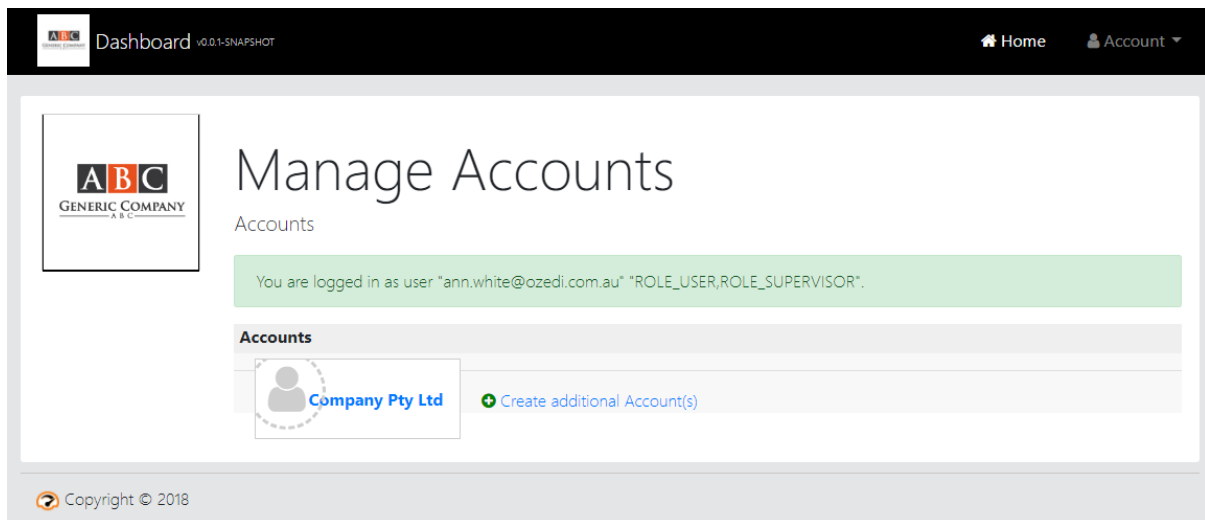 ABC
GENERIC COMPANY
Dashboard v0.0.1-SNAPSHOT
Home
Account
ABC
GENERIC COMPANY
A B C
Manage Accounts
Accounts
You are logged in as user "ann.white@ozedi.com.au" "ROLE_USER,ROLE_SUPERVISOR".
Accounts
Company Pty Ltd
Create additional Account(s)
Copyright © 2018